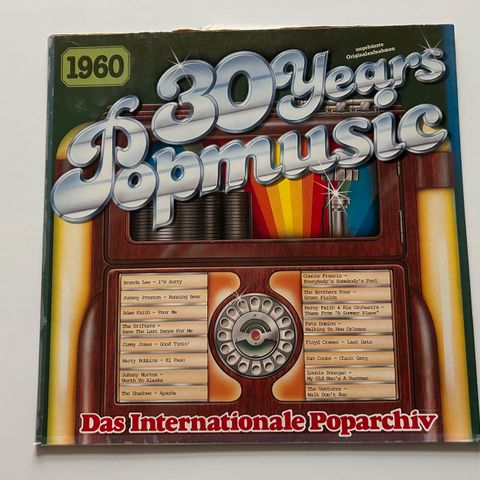 1960
30 Years
Popmusic
ungekürzte
Originalaufnahmen
Brenda Lee - I'm Sorry
Johnny Preston - Running Bear
Adam Faith - Poor Me
The Drifters -
Save The Last Dance For Me
Jimmy Jones - Good Timin'
Marty Robbins - El Paso
Johnny Horton -
North To Alaska
The Shadows - Apache
Connie Francis -
Everybody's Somebody's Fool
The Brothers Four -
Green Fields
Percy Faith & His Orchestra -
Theme From "A Summer Place"
Fats Domino -
Walking To New Orleans
Floyd Cramer - Last Date
Sam Cooke - Chain Gang
Lonnie Donegan -
My Old Man's A Dustman
The Ventures -
Walk Don't Run
Das Internationale Poparchiv